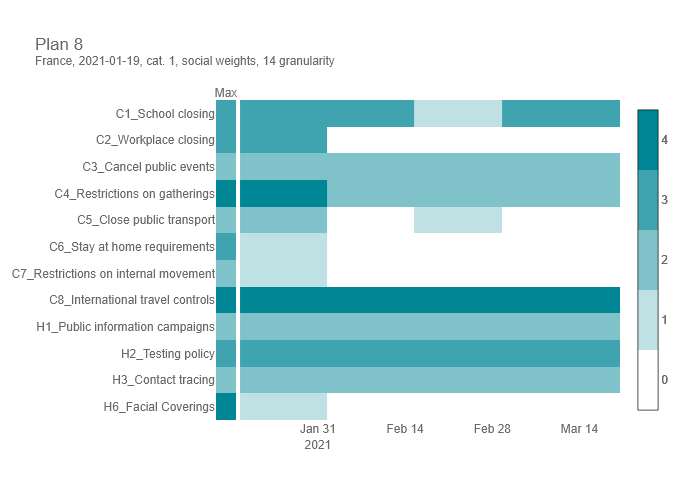 Plan 8
France, 2021-01-19, cat. 1, social weights, 14 granularity
Max
C1_School closing
C2_Workplace closing
C3_Cancel public events
C4_Restrictions on gatherings
C5_Close public transport
C6_Stay at home requirements
C7_Restrictions on internal movement
C8_International travel controls
H1_Public information campaigns
H2_Testing policy
H3_Contact tracing
H6_Facial Coverings
4
3
2
1
0
Jan 31 Feb 14 Feb 28 Mar 14
2021